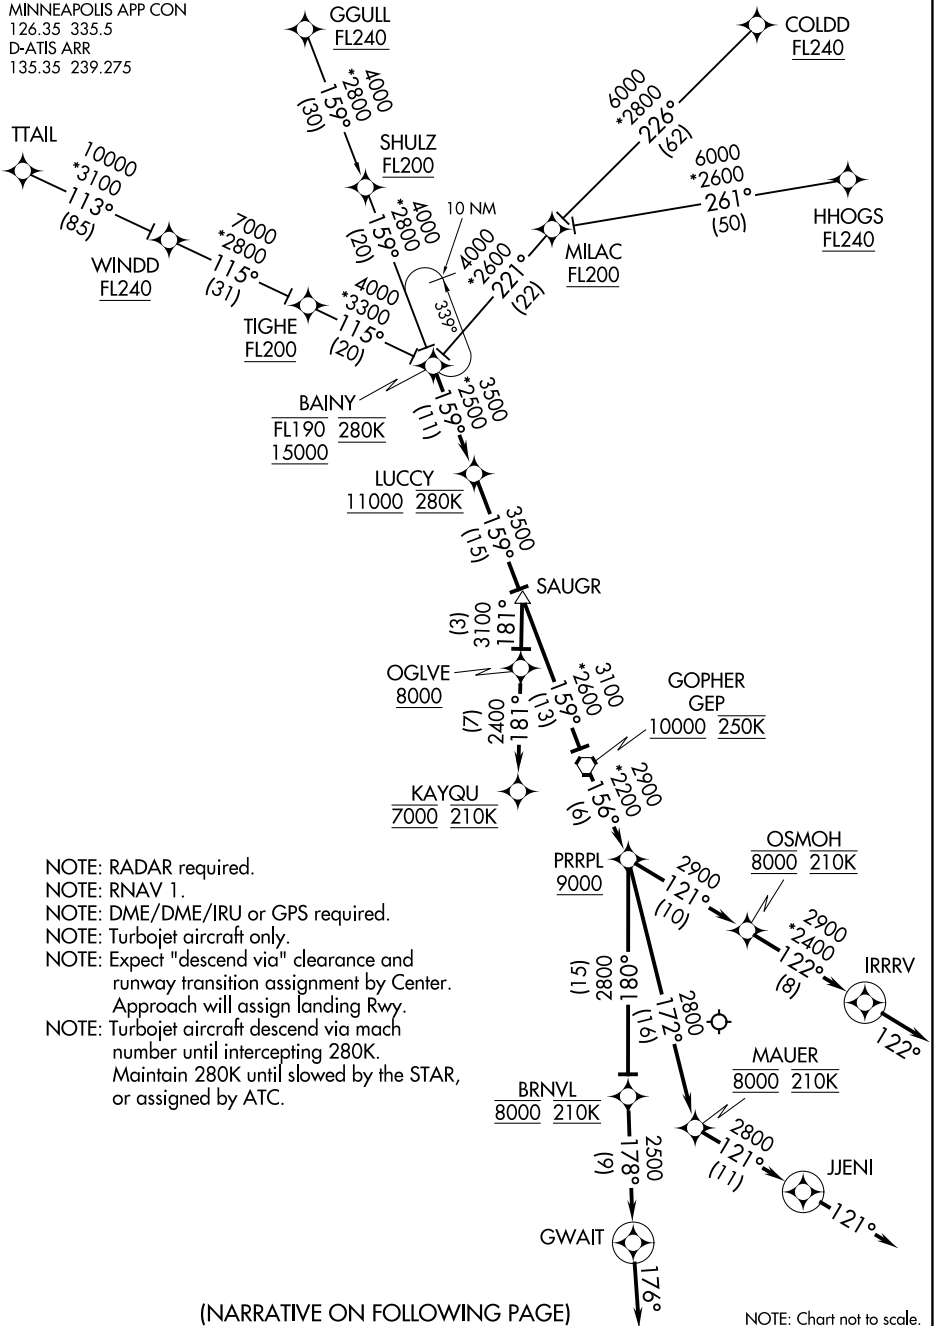 MINNEAPOLIS APP CON
126.35 335.5
D-ATIS ARR
135.35 239.275
GGULL
FL240
COLDD
FL240
4000
*2800
159°
(30)
6000
*2800
226°
(62)
TTAIL
10000
*3100
113°
(85)
SHULZ
FL200
6000
*2600
261°
(50)
HHOGS
FL240
WINDD
FL240
7000
*2800
115°
(31)
4000
*2800
159°
(20)
10 NM
339°
4000
*2600
221°
(22)
MILAC
FL200
TIGHE
FL200
4000
*3300
115°
(20)
BAINY
FL190 280K
15000
3500
*2500
159°
(11)
LUCCY
11000 280K
3500
159°
(15)
SAUGR
181°
3100
(3)
OGLVE
8000
3100
*2600
159°
(13)
GOPHER
GEP
10000 250K
181°
2400
(7)
KAYQU
7000 210K
2900
*2200
156°
(6)
PRRPL
9000
OSMOH
8000 210K
2900
121°
(10)
2900
*2400
122°
(8)
IRRRV
122°
NOTE: RADAR required.
NOTE: RNAV 1.
NOTE: DME/DME/IRU or GPS required.
NOTE: Turbojet aircraft only.
NOTE: Expect "descend via" clearance and
runway transition assignment by Center.
Approach will assign landing Rwy.
NOTE: Turbojet aircraft descend via mach
number until intercepting 280K.
Maintain 280K until slowed by the STAR,
or assigned by ATC.
180°
2800
(15)
2800
172°
(16)
MAUER
8000 210K
BRNVL
8000 210K
2800
121°
(11)
JJENI
121°
2500
178°
(9)
GWAIT
176°
(NARRATIVE ON FOLLOWING PAGE)
NOTE: Chart not to scale.